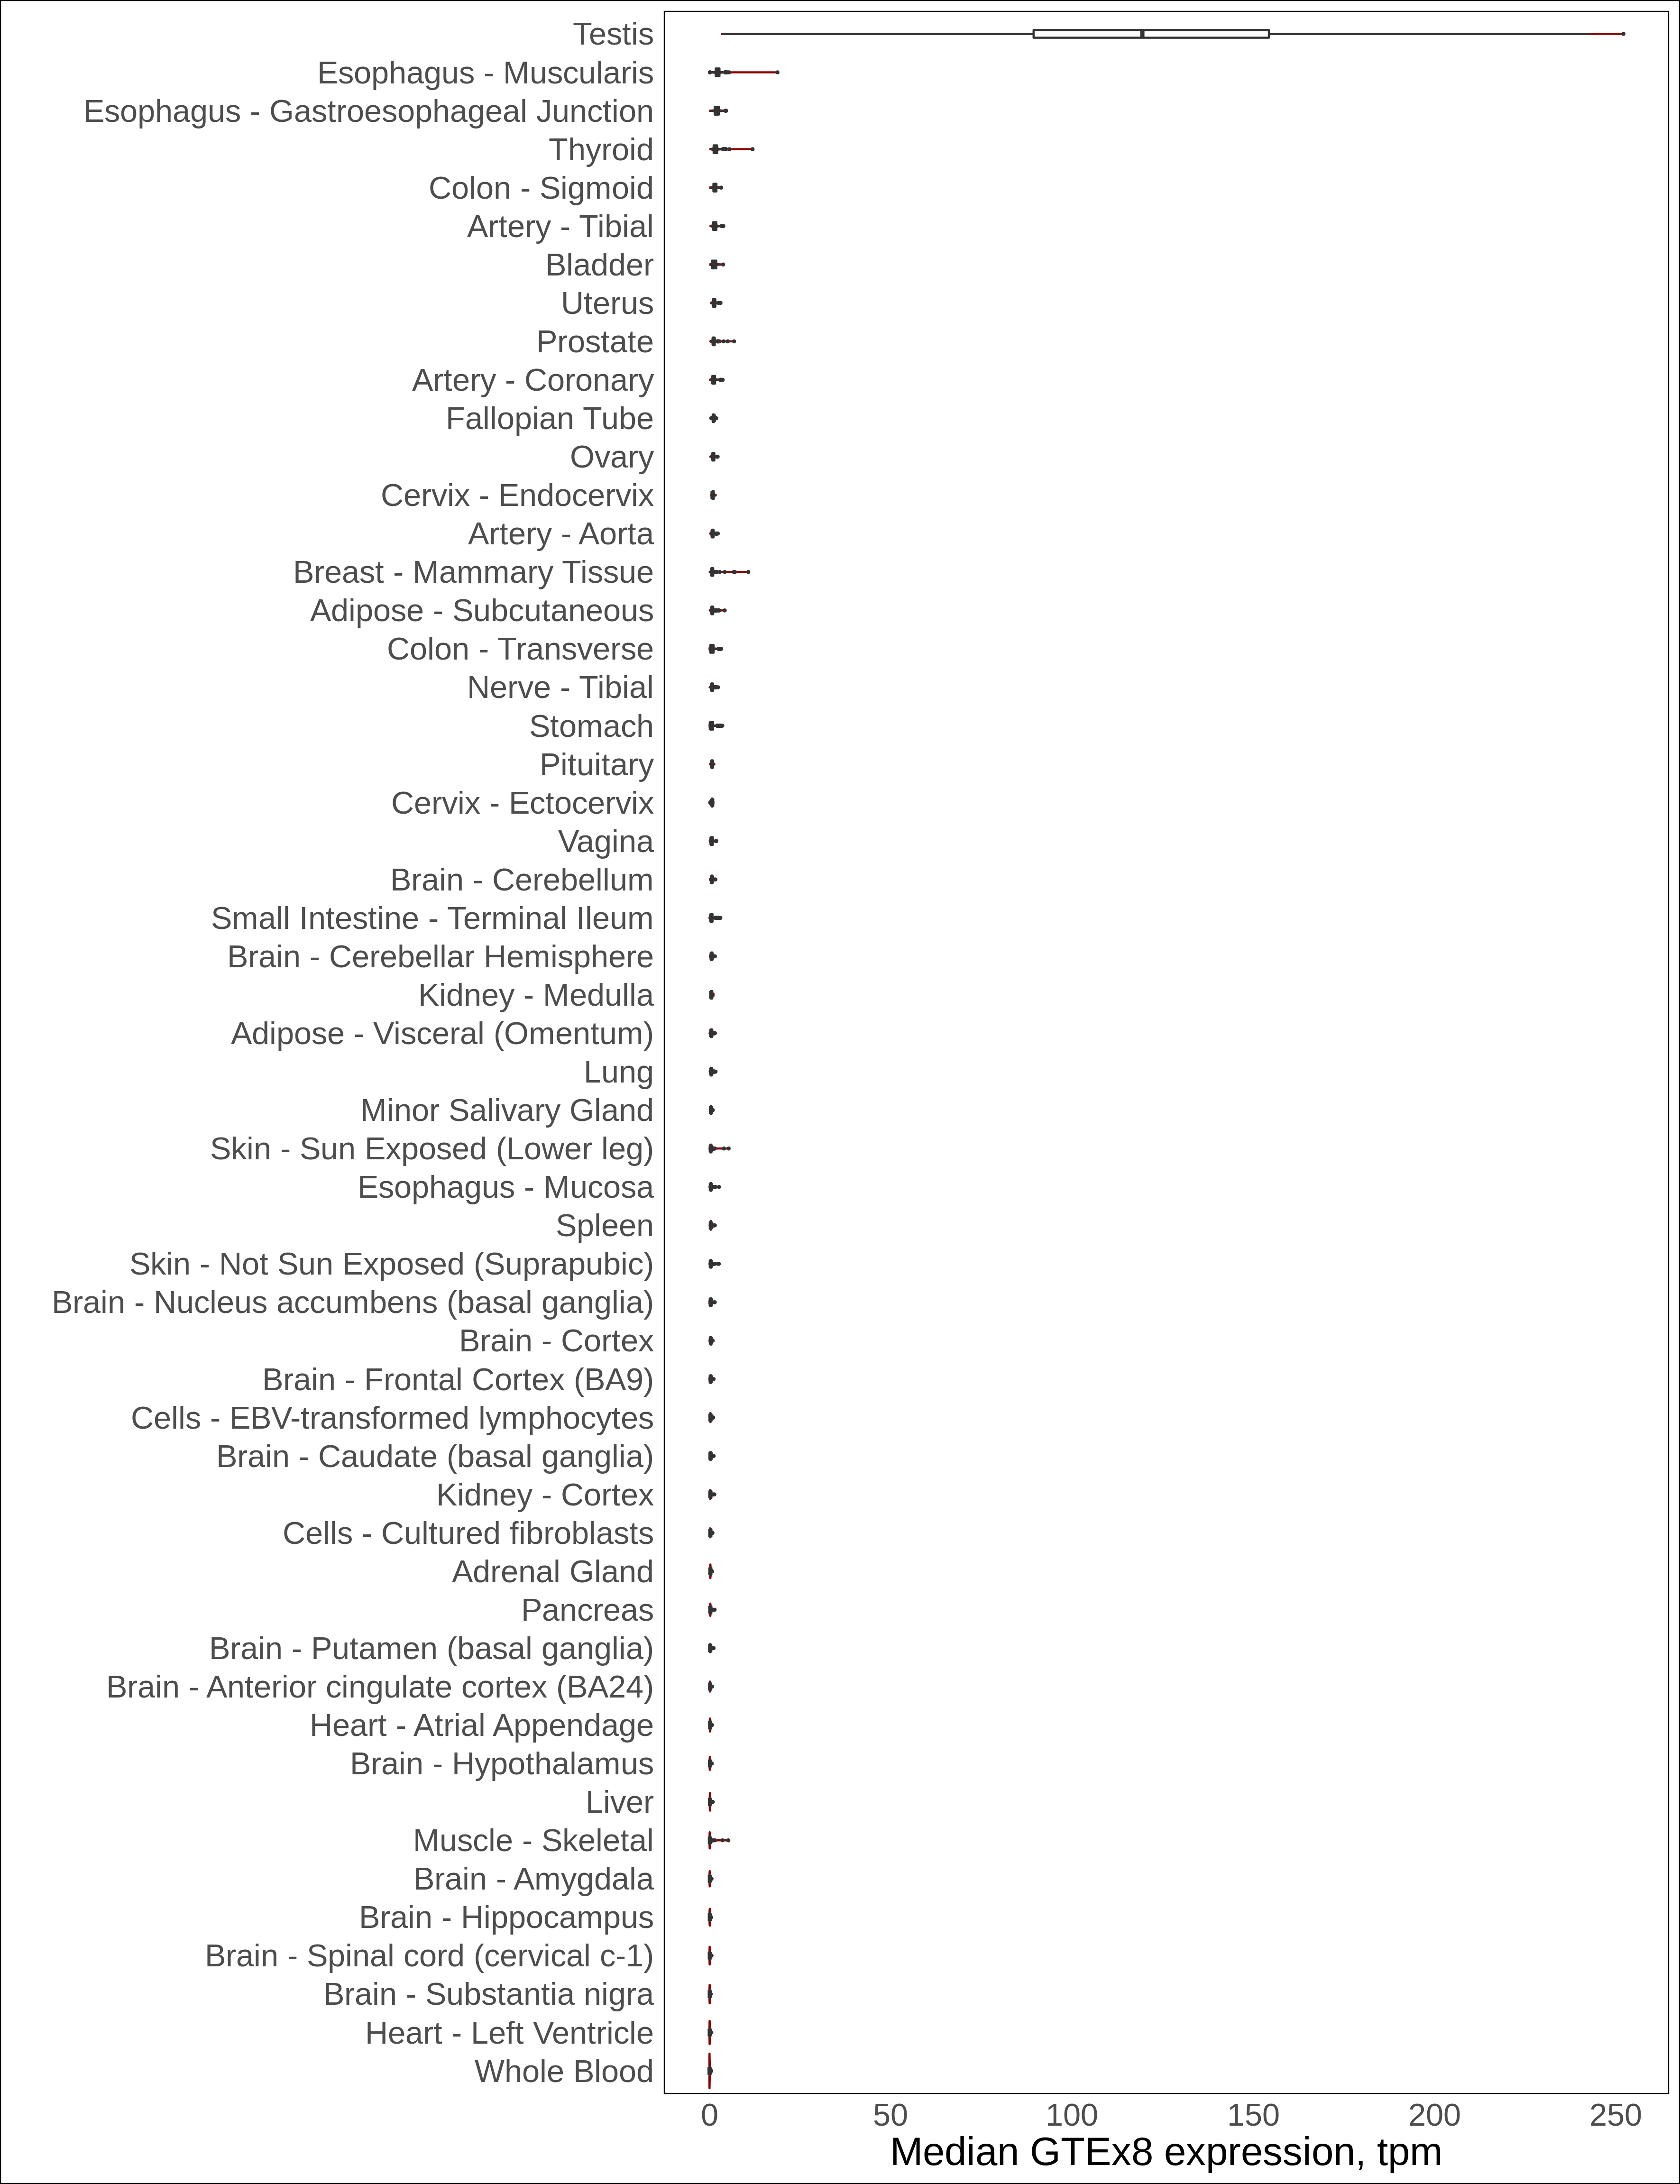 Testis
Esophagus - Muscularis
Esophagus - Gastroesophageal Junction
Thyroid
Colon - Sigmoid
Artery - Tibial
Bladder
Uterus
Prostate
Artery - Coronary
Fallopian Tube
Ovary
Cervix - Endocervix
Artery - Aorta
Breast - Mammary Tissue
Adipose - Subcutaneous
Colon - Transverse
Nerve - Tibial
Stomach
Pituitary
Cervix - Ectocervix
Vagina
Brain - Cerebellum
Small Intestine - Terminal Ileum
Brain - Cerebellar Hemisphere
Kidney - Medulla
Adipose - Visceral (Omentum)
Lung
Minor Salivary Gland
Skin - Sun Exposed (Lower leg)
Esophagus - Mucosa
Spleen
Skin - Not Sun Exposed (Suprapubic)
Brain - Nucleus accumbens (basal ganglia)
Brain - Cortex
Brain - Frontal Cortex (BA9)
Cells - EBV-transformed lymphocytes
Brain - Caudate (basal ganglia)
Kidney - Cortex
Cells - Cultured fibroblasts
Adrenal Gland
Pancreas
Brain - Putamen (basal ganglia)
Brain - Anterior cingulate cortex (BA24)
Heart - Atrial Appendage
Brain - Hypothalamus
Liver
Muscle - Skeletal
Brain - Amygdala
Brain - Hippocampus
Brain - Spinal cord (cervical c-1)
Brain - Substantia nigra
Heart - Left Ventricle
Whole Blood
0 50 100 150 200 250
Median GTEx8 expression, tpm